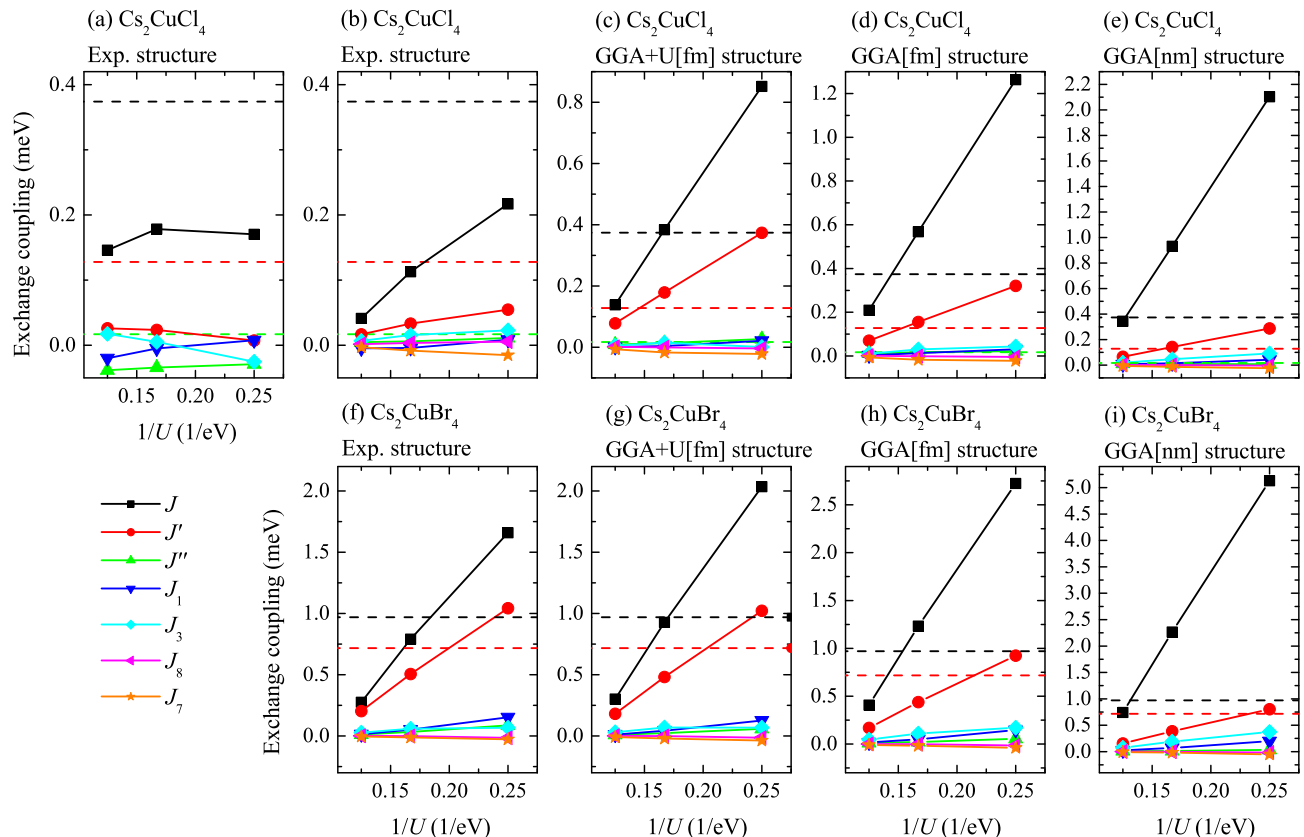 (a) Cs₂CuCl₄
Exp. structure
(b) Cs₂CuCl₄
Exp. structure
(c) Cs₂CuCl₄
GGA+U[fm] structure
(d) Cs₂CuCl₄
GGA[fm] structure
(e) Cs₂CuCl₄
GGA[nm] structure
Exchange coupling (meV)
0.4
0.2
0.0
0.15 0.20 0.25
1/U (1/eV)
0.4
0.2
0.0
0.8
0.6
0.4
0.2
0.0
1.2
1.0
0.8
0.6
0.4
0.2
0.0
2.2
2.0
1.8
1.6
1.4
1.2
1.0
0.8
0.6
0.4
0.2
0.0
(f) Cs₂CuBr₄
Exp. structure
(g) Cs₂CuBr₄
GGA+U[fm] structure
(h) Cs₂CuBr₄
GGA[fm] structure
(i) Cs₂CuBr₄
GGA[nm] structure
J
J'
J''
J₁
J₃
J₈
J₇
Exchange coupling (meV)
2.0
1.5
1.0
0.5
0.0
0.15 0.20 0.25
1/U (1/eV)
2.0
1.5
1.0
0.5
0.0
0.15 0.20 0.25
1/U (1/eV)
2.5
2.0
1.5
1.0
0.5
0.0
0.15 0.20 0.25
1/U (1/eV)
5.0
4.5
4.0
3.5
3.0
2.5
2.0
1.5
1.0
0.5
0.0
0.15 0.20 0.25
1/U (1/eV)